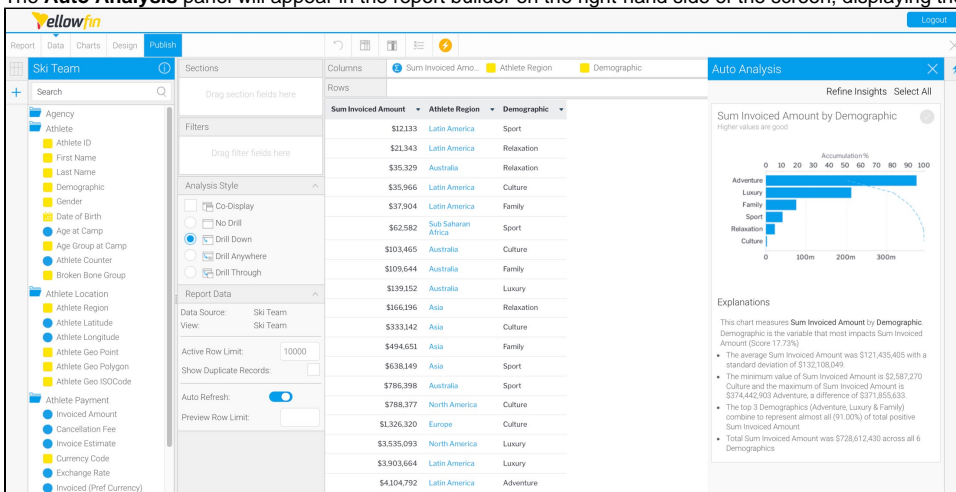 The Auto Analysis panel will appear in the report builder on the right-hand side of the screen, displaying the
Yellowfin
Logout
Report Data Charts Design Publish
Ski Team
Search
Agency
Athlete
Athlete ID
First Name
Last Name
Demographic
Gender
Date of Birth
Age at Camp
Age Group at Camp
Athlete Counter
Broken Bone Group
Athlete Location
Athlete Region
Athlete Latitude
Athlete Longitude
Athlete Geo Point
Athlete Geo Polygon
Athlete Geo ISOCode
Athlete Payment
Invoiced Amount
Cancellation Fee
Invoice Estimate
Currency Code
Exchange Rate
Invoiced (Pref Currency)
Sections
Drag section fields here
Filters
Drag filter fields here
Analysis Style
Co-Display
No Drill
Drill Down
Drill Anywhere
Drill Through
Report Data
Data Source: Ski Team
View: Ski Team
Active Row Limit: 10000
Show Duplicate Records:
Auto Refresh:
Preview Row Limit:
Columns Sum Invoiced Amo... Athlete Region Demographic
Rows
Sum Invoiced Amount Athlete Region Demographic
$12,133 Latin America Sport
$21,343 Latin America Relaxation
$35,329 Australia Relaxation
$35,966 Latin America Culture
$37,904 Latin America Family
$62,582 Sub Saharan Africa Sport
$103,465 Australia Culture
$109,644 Australia Family
$139,152 Australia Luxury
$166,196 Asia Relaxation
$333,142 Asia Culture
$494,651 Asia Family
$638,149 Asia Sport
$786,398 Australia Sport
$788,377 North America Culture
$1,326,320 Europe Culture
$3,535,093 North America Luxury
$3,903,664 Latin America Luxury
$4,104,792 Latin America Adventure
Auto Analysis
Refine Insights Select All
Sum Invoiced Amount by Demographic
Higher values are good
Accumulation %
0 10 20 30 40 50 60 70 80 90 100
Adventure
Luxury
Family
Sport
Relaxation
Culture
0 100m 200m 300m
Explanations
This chart measures Sum Invoiced Amount by Demographic
Demographic is the variable that most impacts Sum Invoiced
Amount (Score 17.73%)
• The average Sum Invoiced Amount was $121,435,405 with a
standard deviation of $132,108,049.
• The minimum value of Sum Invoiced Amount is $2,587,270
Culture and the maximum of Sum Invoiced Amount is
$374,442,903 Adventure, a difference of $371,855,633.
• The top 3 Demographics (Adventure, Luxury & Family)
combine to represent almost all (91.00%) of total positive
Sum Invoiced Amount
• Total Sum Invoiced Amount was $728,612,430 across all 6
Demographics